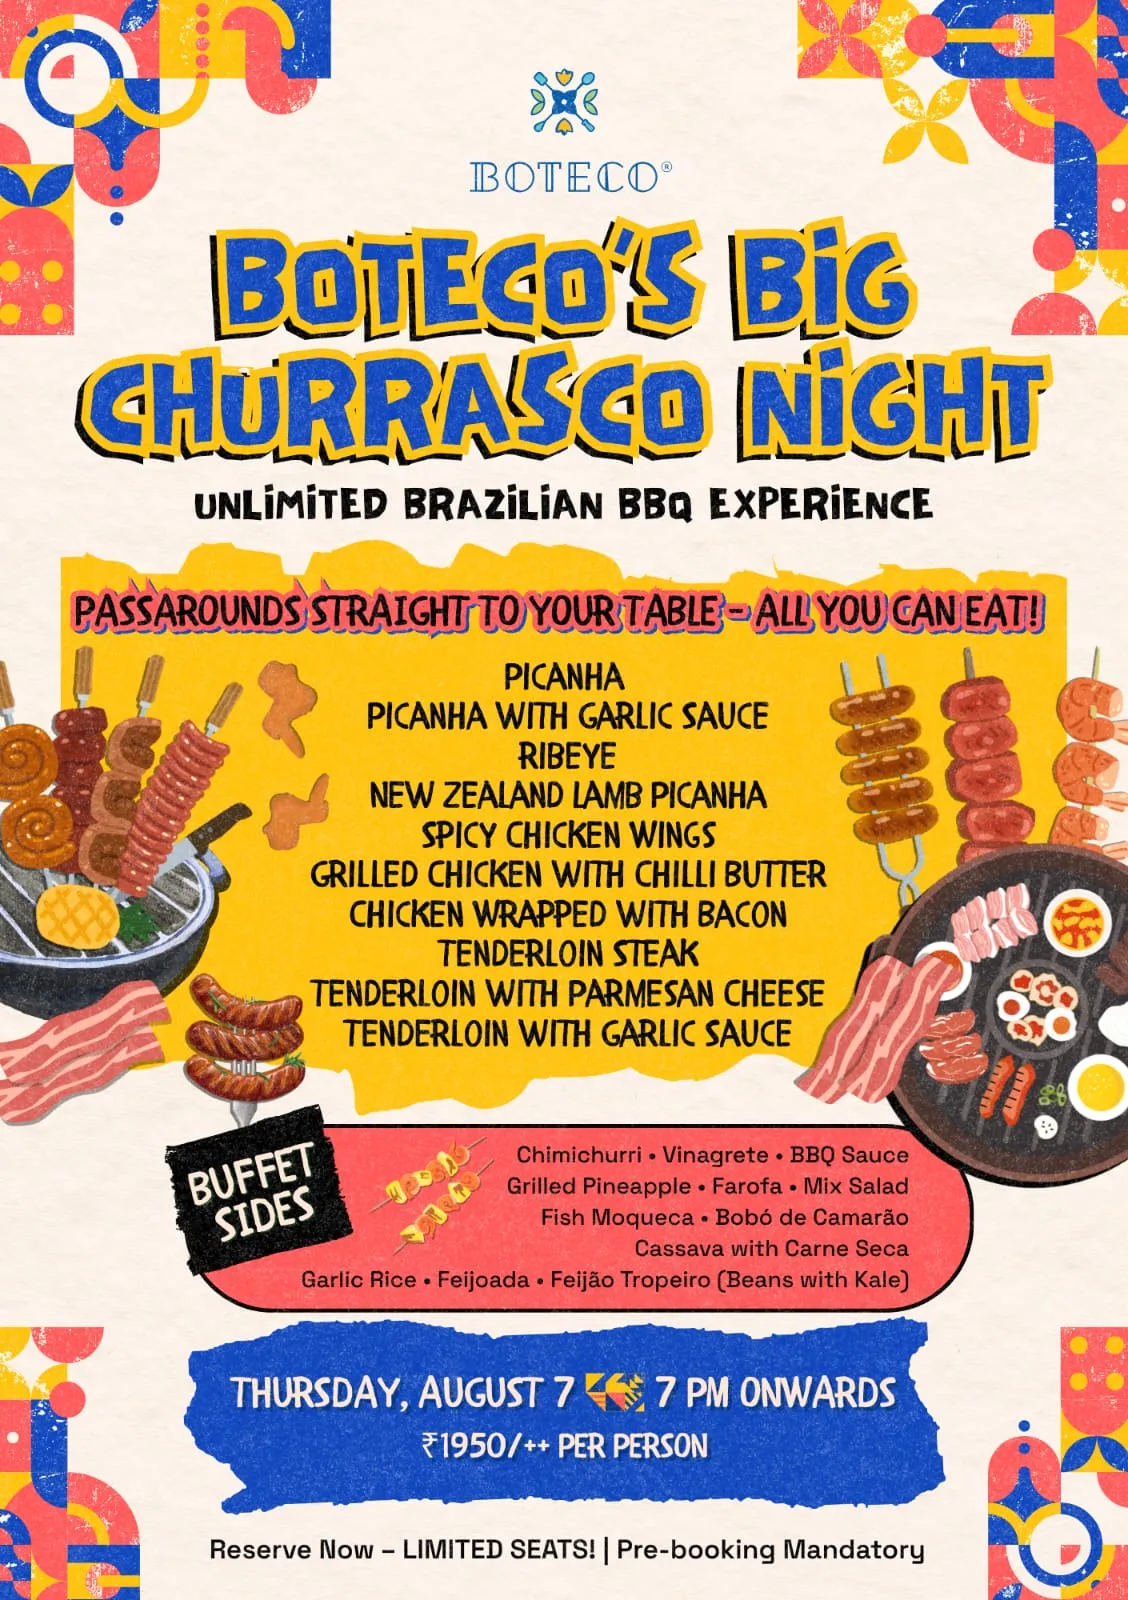 BOTECO®
BOTECO'S BIG
CHURRASCO NIGHT
UNLIMITED BRAZILIAN BBQ EXPERIENCE
PASSAROUNDS STRAIGHT TO YOUR TABLE - ALL YOU CAN EAT!
PICANHA
PICANHA WITH GARLIC SAUCE
RIBEYE
NEW ZEALAND LAMB PICANHA
SPICY CHICKEN WINGS
GRILLED CHICKEN WITH CHILLI BUTTER
CHICKEN WRAPPED WITH BACON
TENDERLOIN STEAK
TENDERLOIN WITH PARMESAN CHEESE
TENDERLOIN WITH GARLIC SAUCE
BUFFET
SIDES
Chimichurri • Vinagrete • BBQ Sauce
Grilled Pineapple • Farofa • Mix Salad
Fish Moqueca • Bobó de Camarão
Cassava with Carne Seca
Garlic Rice • Feijoada • Feijão Tropeiro (Beans with Kale)
THURSDAY, AUGUST 7 7 PM ONWARDS
₹1950/++ PER PERSON
Reserve Now – LIMITED SEATS! | Pre-booking Mandatory